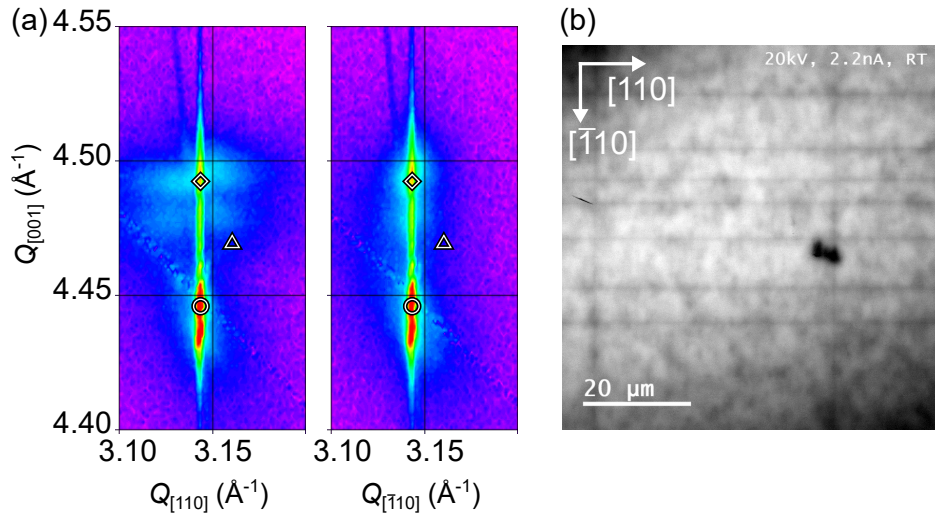 (a)
4.55
4.50
4.45
4.40
Q[001] (Å⁻¹)
3.10 3.15
3.10 3.15
Q[110] (Å⁻¹)
Q[1̅10] (Å⁻¹)
(b)
20kV, 2.2nA, RT
[110]
[1̅10]
20 µm